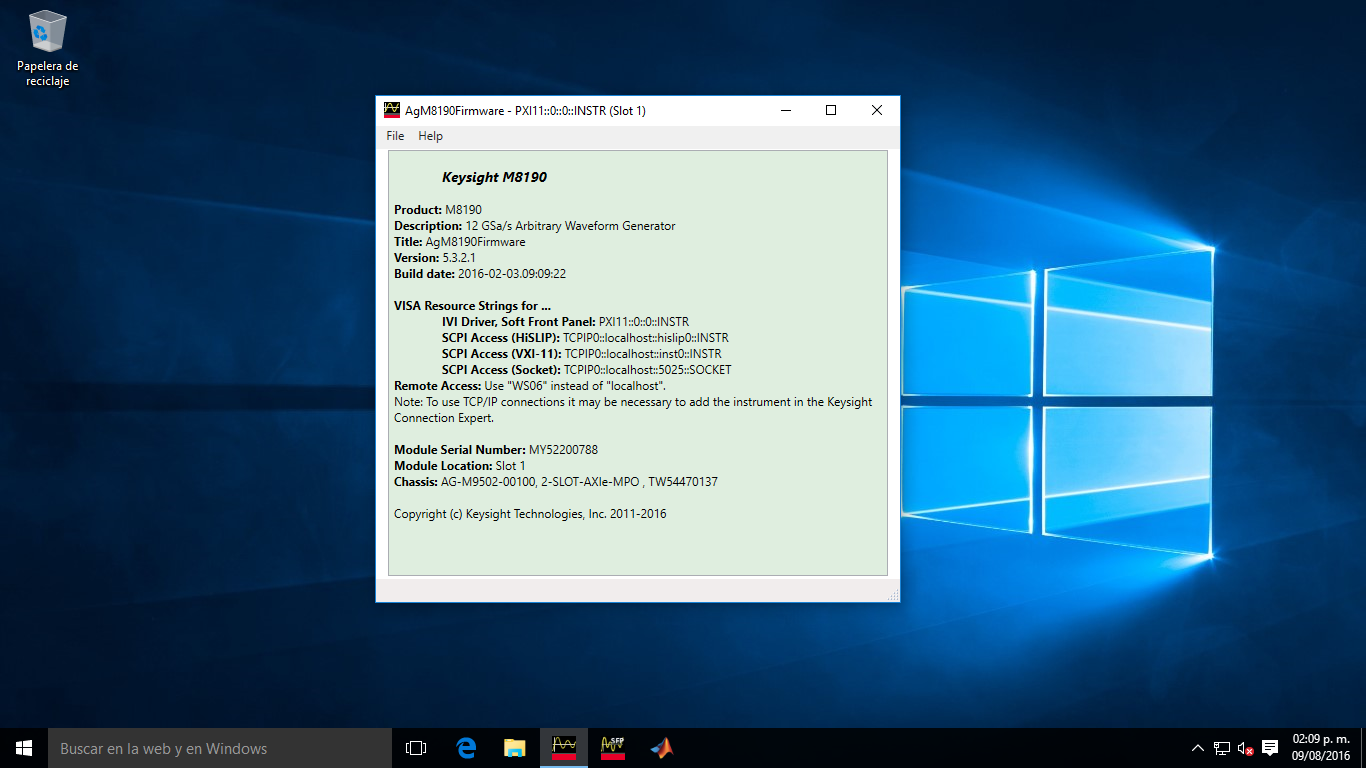 Papelera de
reciclaje
AgM8190Firmware - PXI11::0::0::INSTR (Slot 1)
File Help
Keysight M8190
Product: M8190
Description: 12 GSa/s Arbitrary Waveform Generator
Title: AgM8190Firmware
Version: 5.3.2.1
Build date: 2016-02-03.09:09:22
VISA Resource Strings for ...
IVI Driver, Soft Front Panel: PXI11::0::0::INSTR
SCPI Access (HiSLIP): TCPIP0::localhost::hislip0::INSTR
SCPI Access (VXI-11): TCPIP0::localhost::inst0::INSTR
SCPI Access (Socket): TCPIP0::localhost::5025::SOCKET
Remote Access: Use "WS06" instead of "localhost".
Note: To use TCP/IP connections it may be necessary to add the instrument in the Keysight
Connection Expert.
Module Serial Number: MY52200788
Module Location: Slot 1
Chassis: AG-M9502-00100, 2-SLOT-AXIe-MPO , TW54470137
Copyright (c) Keysight Technologies, Inc. 2011-2016
Buscar en la web y en Windows
SFP
02:09 p. m.
09/08/2016